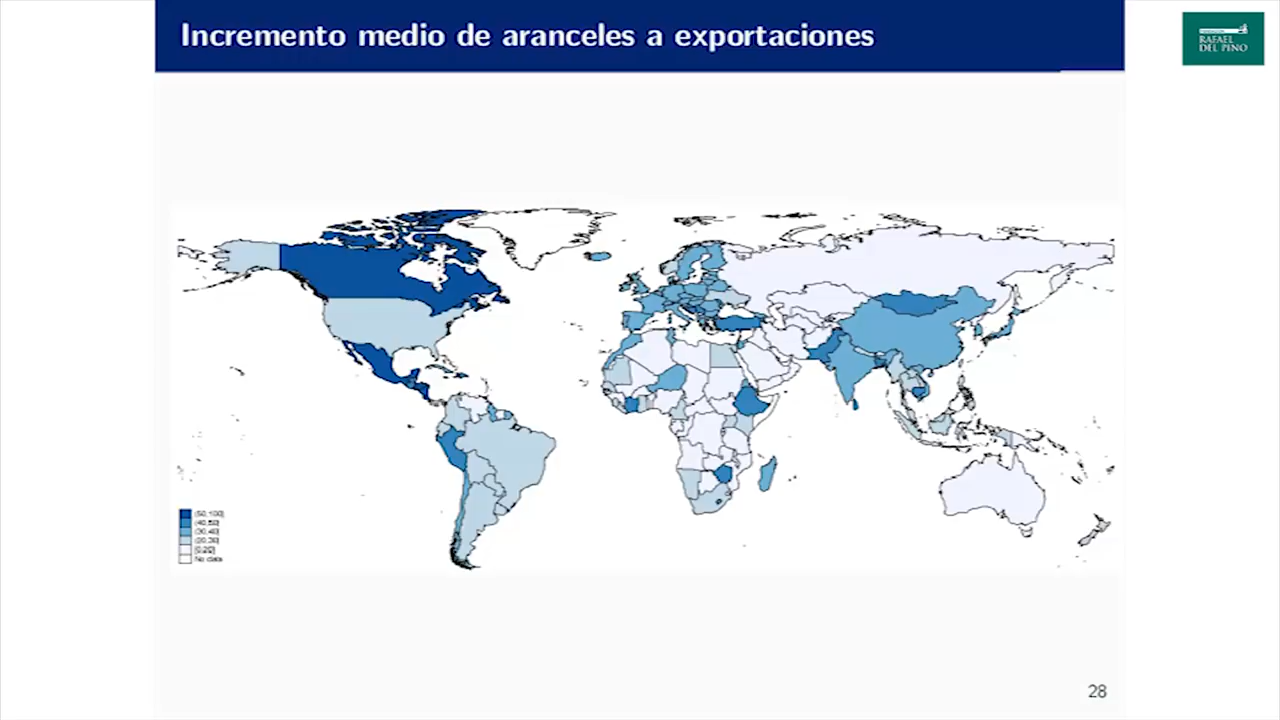 Incremento medio de aranceles a exportaciones
FUNDACIÓN
RAFAEL
DEL PINO
(50,100]
(40,50]
(30,40]
(20,30]
[0,20]
No data
28